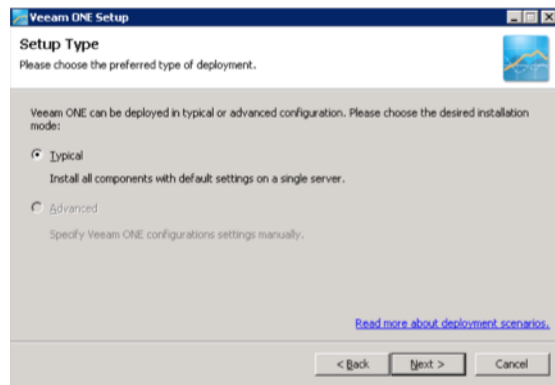 Veeam ONE Setup
Setup Type
Please choose the preferred type of deployment.
Veeam ONE can be deployed in typical or advanced configuration. Please choose the desired installation
mode:
Typical
Install all components with default settings on a single server.
Advanced
Specify Veeam ONE configurations settings manually.
Read more about deployment scenarios.
< Back Next > Cancel